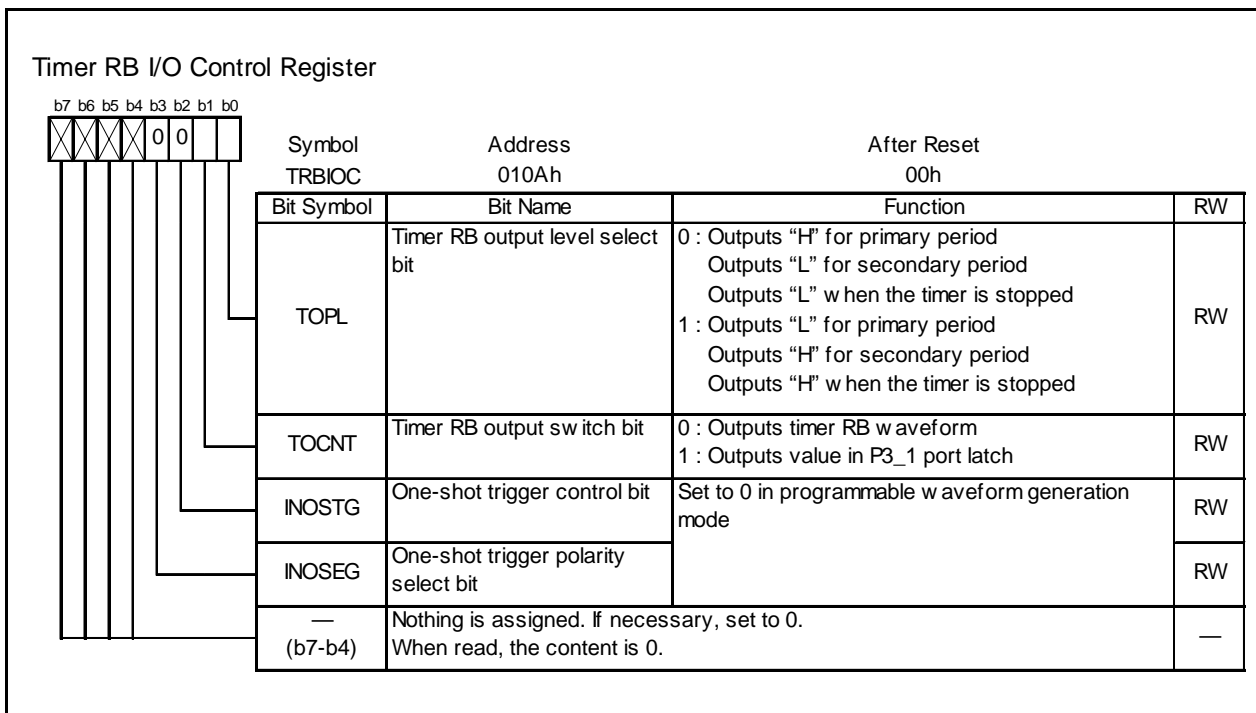 Timer RB I/O Control Register
b7 b6 b5 b4 b3 b2 b1 b0
0 0
Symbol Address After Reset
TRBIOC 010Ah 00h
Bit Symbol Bit Name Function RW
TOPL
Timer RB output level select
bit
0 : Outputs “H” for primary period
Outputs “L” for secondary period
Outputs “L” when the timer is stopped
1 : Outputs “L” for primary period
Outputs “H” for secondary period
Outputs “H” when the timer is stopped
RW
TOCNT
Timer RB output switch bit
0 : Outputs timer RB waveform
1 : Outputs value in P3_1 port latch
RW
INOSTG
One-shot trigger control bit
Set to 0 in programmable waveform generation
mode
RW
INOSEG
One-shot trigger polarity
select bit
RW
—
(b7-b4)
Nothing is assigned. If necessary, set to 0.
When read, the content is 0.
—